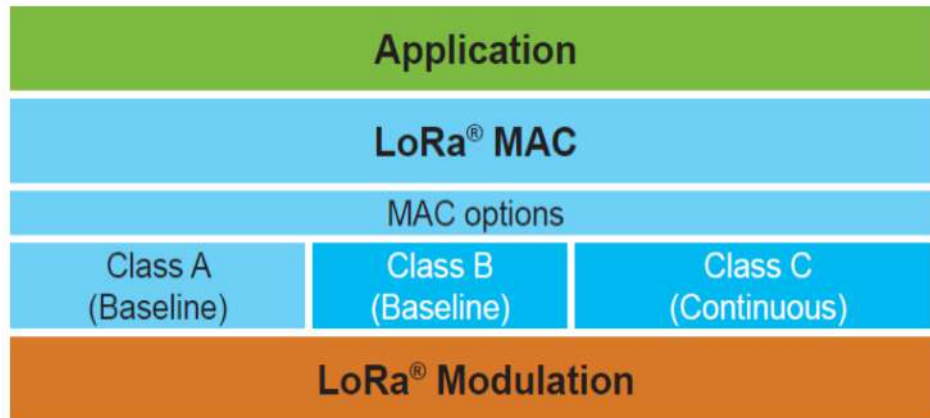 Application
LoRa® MAC
MAC options
Class A
(Baseline)
Class B
(Baseline)
Class C
(Continuous)
LoRa® Modulation